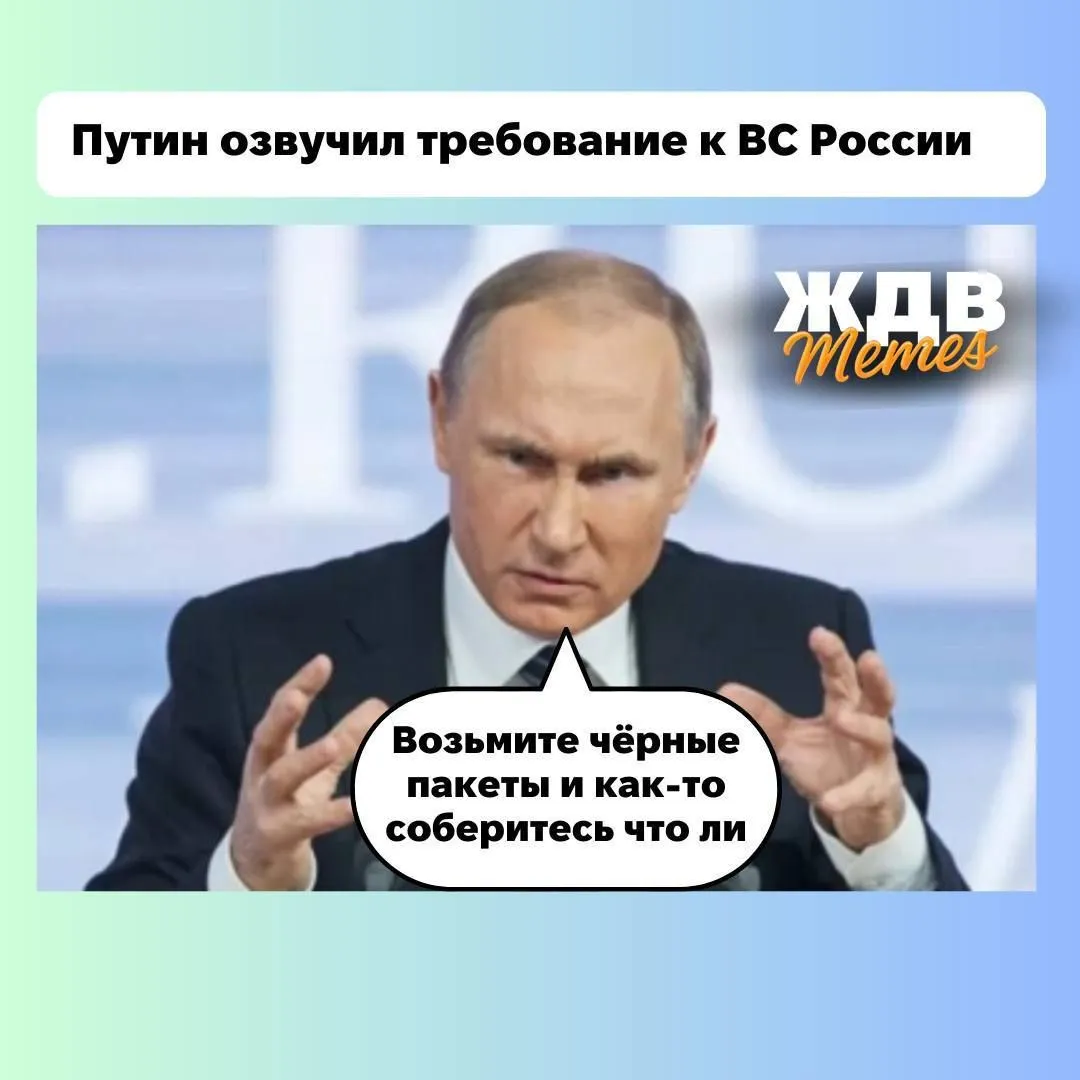 Путин озвучил требование к ВС России
ЖДВ
Memes
Возьмите чёрные
пакеты и как-то
соберитесь что ли